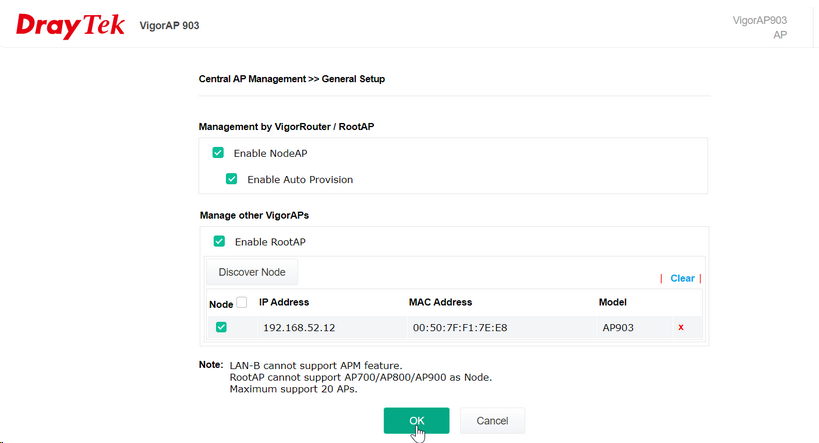 DrayTek VigorAP 903
VigorAP903
AP
Central AP Management >> General Setup
Management by VigorRouter / RootAP
Enable NodeAP
Enable Auto Provision
Manage other VigorAPs
Enable RootAP
Discover Node
| Clear |
Node IP Address MAC Address Model
192.168.52.12 00:50:7F:F1:7E:E8 AP903 x
Note: LAN-B cannot support APM feature.
RootAP cannot support AP700/AP800/AP900 as Node.
Maximum support 20 APs.
OK Cancel